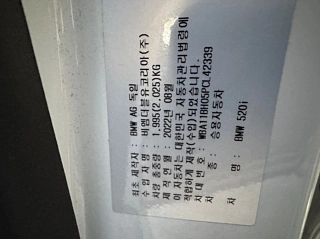 최초 제작자 : BMW AG 독일
수 입 자 명 : 비엠더블유코리아(주)
차량 총중량 : 1,995(2,025)KG
제 작 연 월 : 2022년 08월
이 자동차는 대한민국 자동차관리법령에
적합하게 제작(수입)되었습니다.
차 대 번 호 : WBA11BH05PCL42339
차 종 : 승용자동차
차 명 : BMW 520i